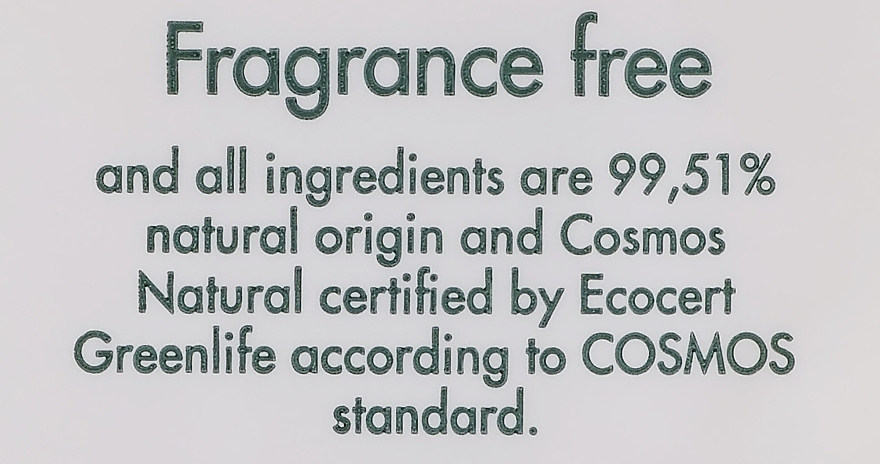 Fragrance free
and all ingredients are 99,51%
natural origin and Cosmos
Natural certified by Ecocert
Greenlife according to COSMOS
standard.